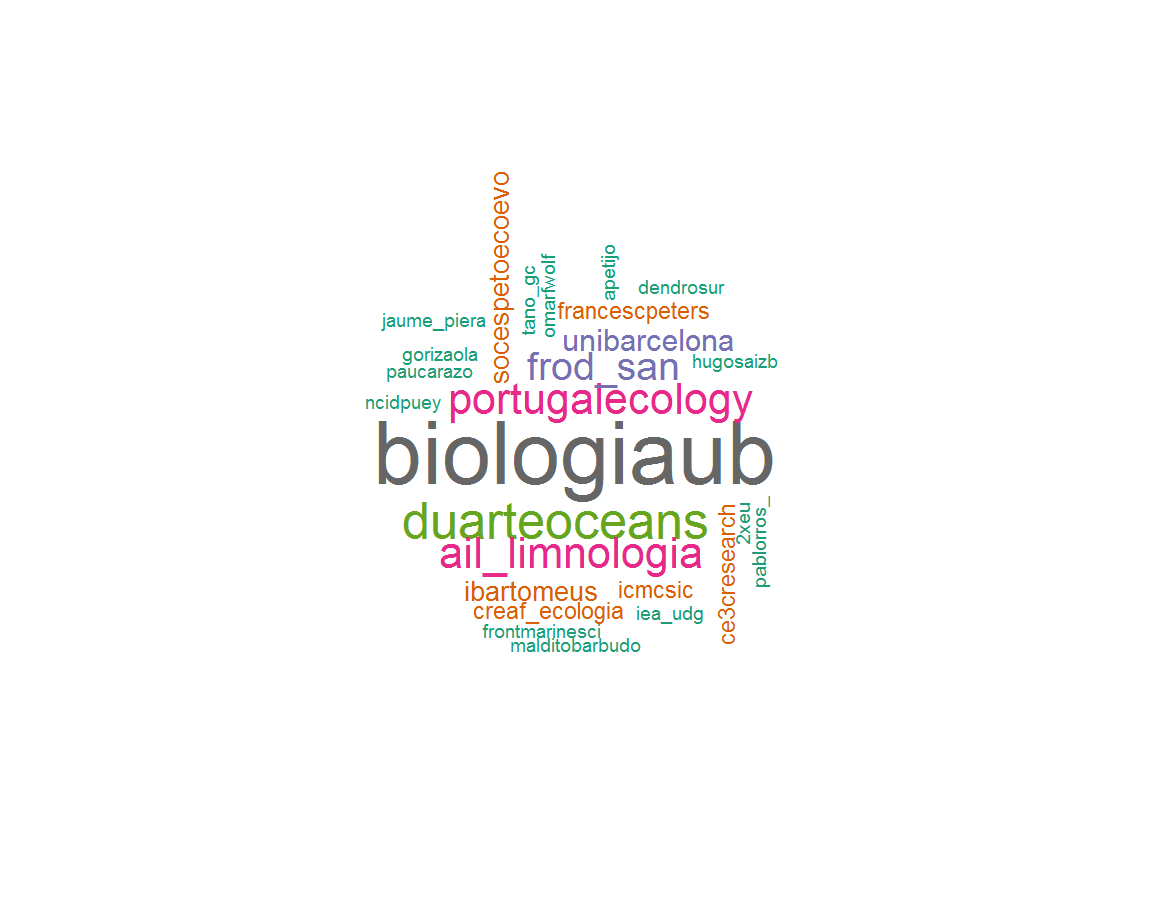 socespetoecoevo
tano_gc
omarfwolf
apetijo
dendrosur
francescpeters
jaume_piera
unibarcelona
gorizaola
frod_san
hugosaizb
paucarazo
ncidpuey
portugalecology
biologiaub
duarteoceans
ail_limnologia
ce3cresearch
2xeu
pablorros_
ibartomeus
icmcsic
creaf_ecologia
iea_udg
frontmarinesci
malditobarbudo